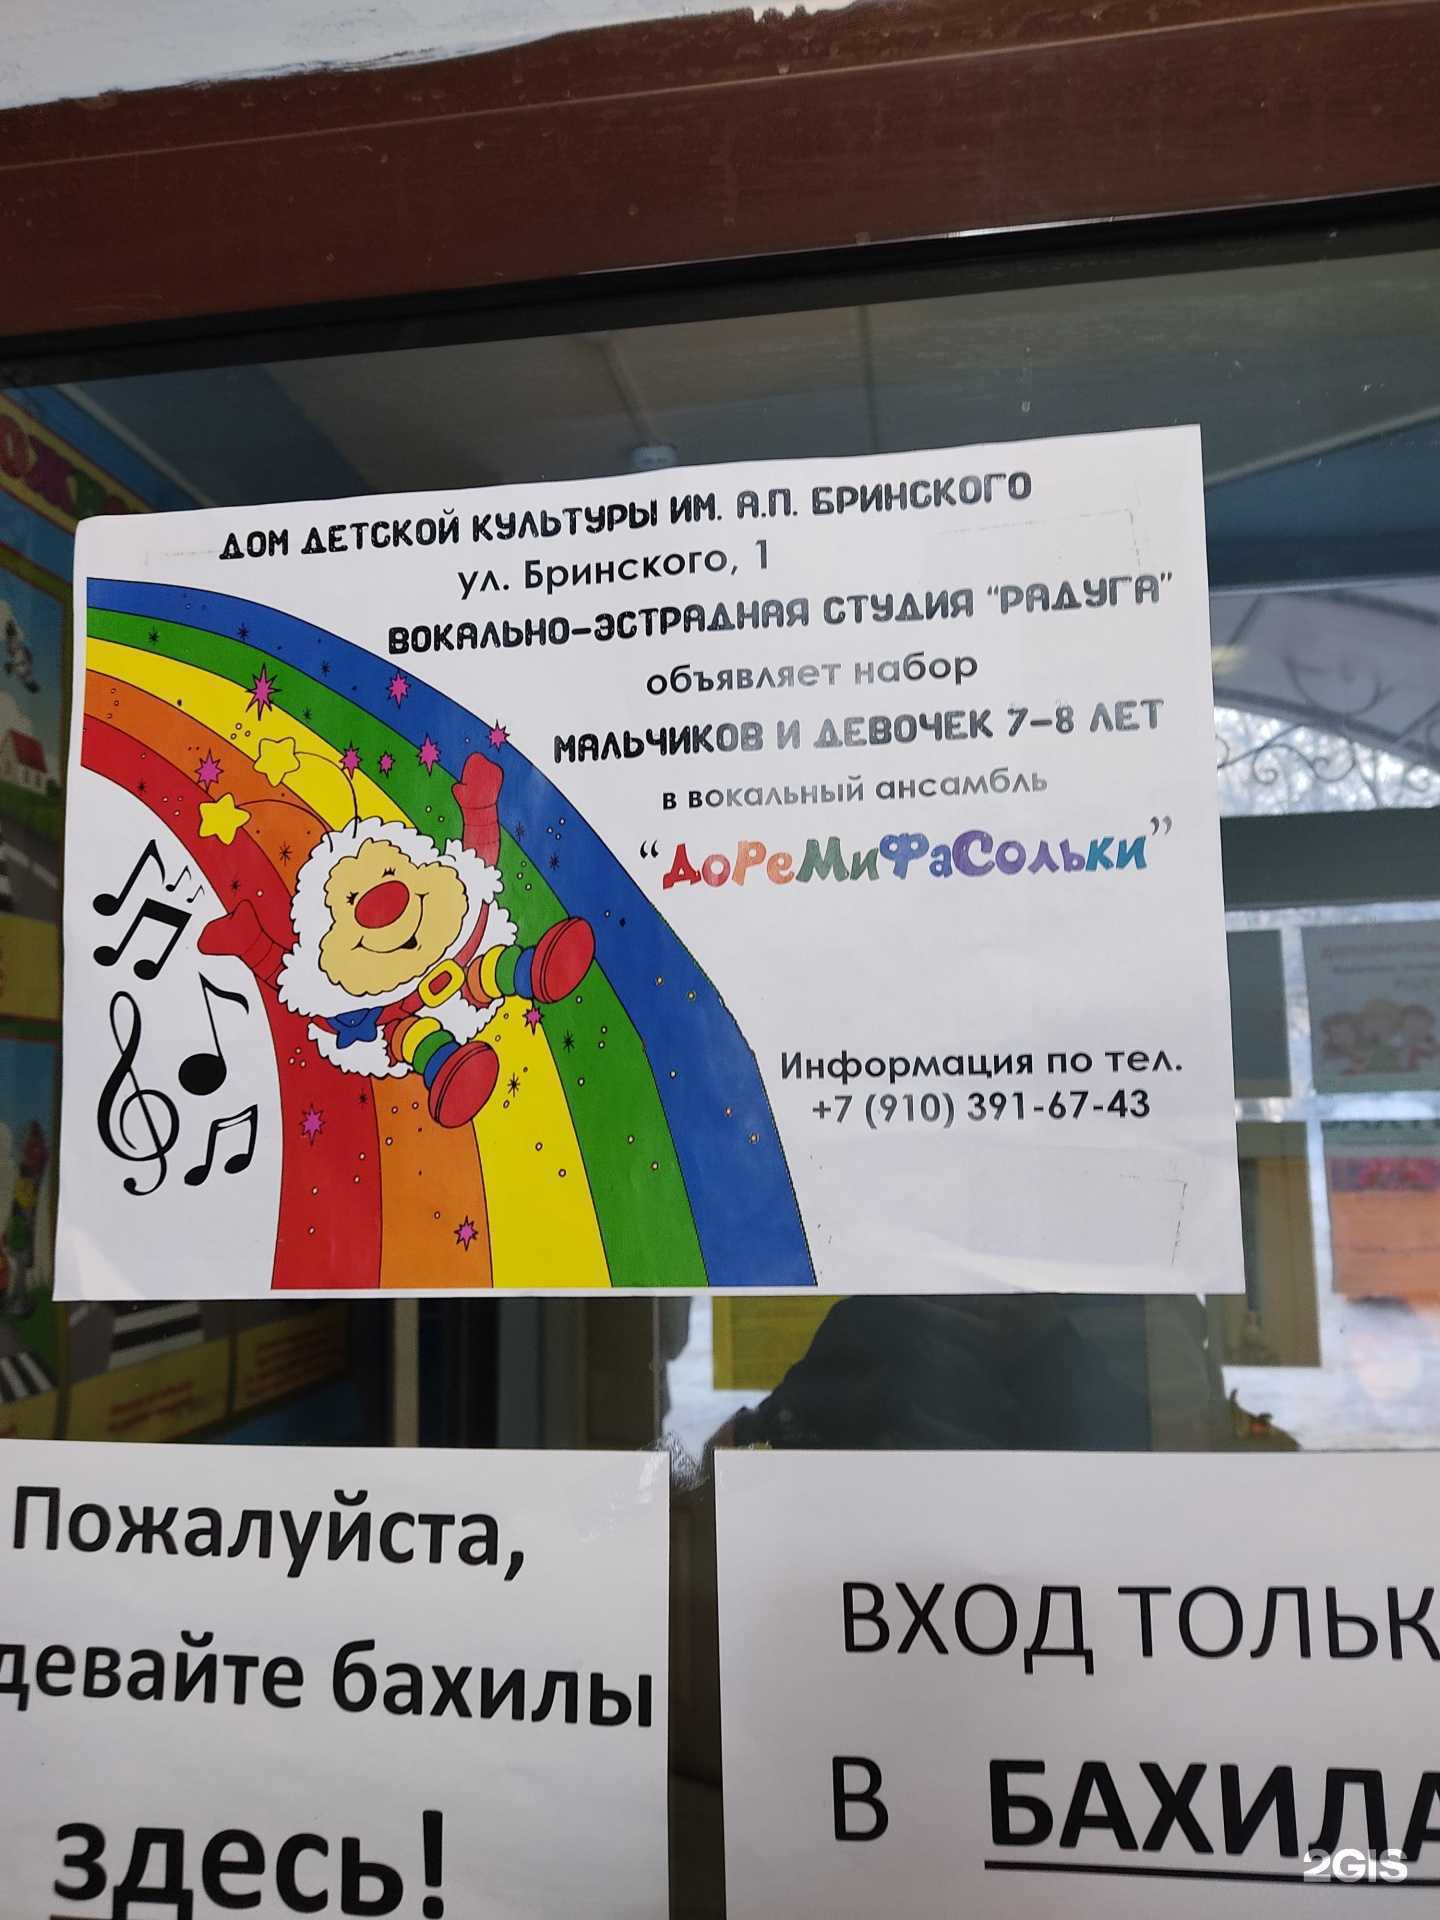 ДОМ ДЕТСКОЙ КУЛЬТУРЫ ИМ. А.П. БРИНСКОГО
ул. Бринского, 1
ВОКАЛЬНО-ЭСТРАДНАЯ СТУДИЯ "РАДУГА"
объявляет набор
МАЛЬЧИКОВ И ДЕВОЧЕК 7-8 ЛЕТ
в вокальный ансамбль
"ДоРеМиФаСольки"
Информация по тел.
+7 (910) 391-67-43
Пожалуйста,
девайте бахилы
здесь!
ВХОД ТОЛЬК
В БАХИЛА
2GIS